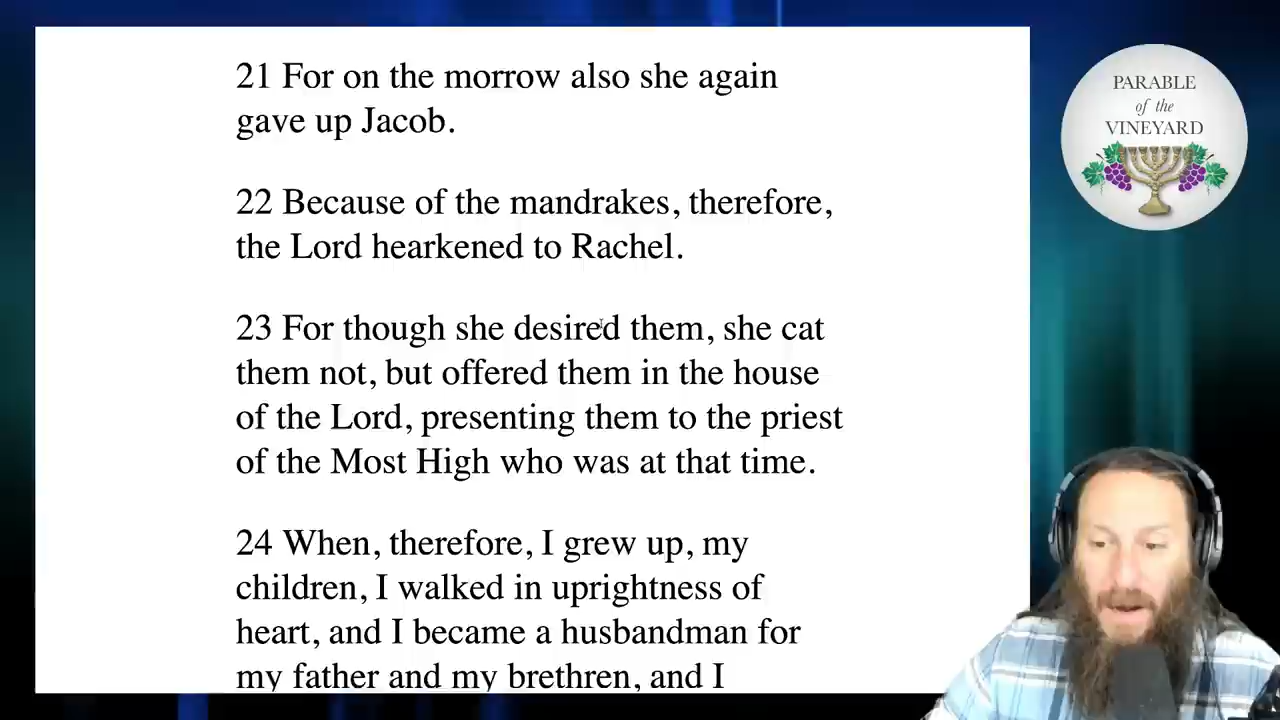 21 For on the morrow also she again
gave up Jacob.
22 Because of the mandrakes, therefore,
the Lord hearkened to Rachel.
23 For though she desired them, she cat
them not, but offered them in the house
of the Lord, presenting them to the priest
of the Most High who was at that time.
24 When, therefore, I grew up, my
children, I walked in uprightness of
heart, and I became a husbandman for
my father and my brethren, and I
PARABLE
of the
VINEYARD